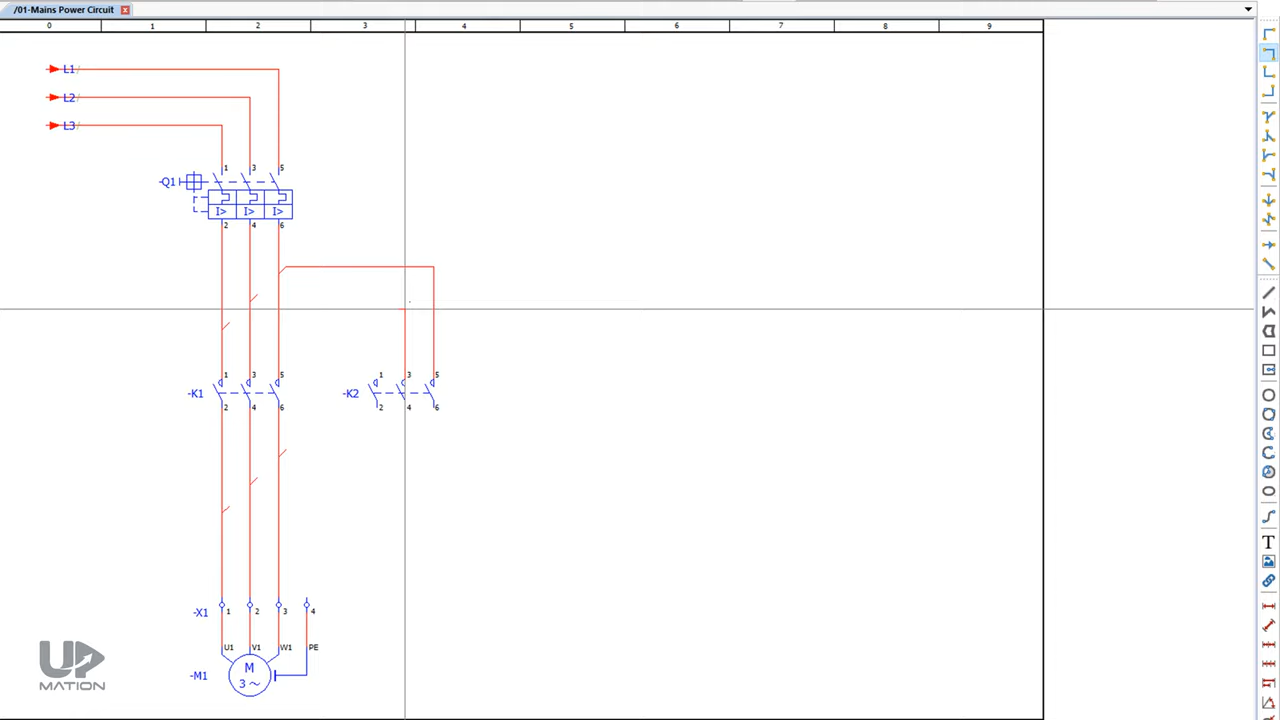 /01-Mains Power Circuit
0 1 2 3 4 5 6 7 8 9
L1
L2
L3
1 3 5
-Q1
I> I> I>
2 4 6
1 3 5 1 3 5
-K1 -K2
2 4 6 2 4 6
-X1 1 2 3 4
U1 V1 W1 PE
M
-M1
3 ~
UP
MATION
T